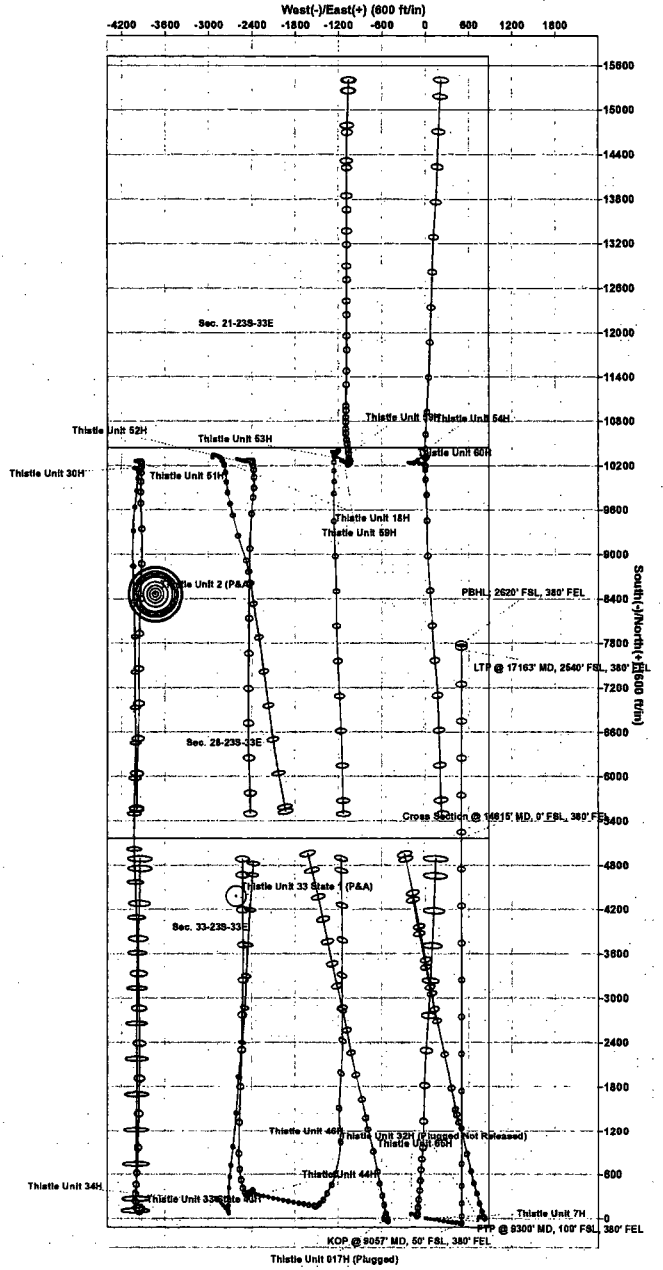 West(-)/East(+) (600 ft/in)
-4200 -3600 -3000 -2400 -1800 -1200 -600 0 600 1200 1800
15600
15000
14400
13800
13200
12600
12000
11400
10800
10200
9600
9000
8400
7800
7200
6600
6000
5400
4800
4200
3600
3000
2400
1800
1200
600
0
South(-)/North(+) (600 ft/in)
Sec. 21-23S-33E
Thistle Unit 54H
Thistle Unit 52H
Thistle Unit 53H
Thistle Unit 60H
Thistle Unit 30H
Thistle Unit 51H
Thistle Unit 18H
Thistle Unit 59H
Thistle Unit 2 (P&A)
PBHL, 2620' FSL, 380' FEL
LTP @ 17163' MD, 2540' FSL, 380' FEL
Sec. 28-23S-33E
Cross Section @ 14615' MD, 0' FSL, 380' FEL
Thistle Unit 33 State 1 (P&A)
Sec. 33-23S-33E
Thistle Unit 46H
Thistle Unit 32H (Plugged Not Released)
Thistle Unit 65H
Thistle Unit 44H
Thistle Unit 34H
Thistle Unit 33 State
Thistle Unit 7H
FTP @ 9300' MD, 100' FSL, 380' FEL
KOP @ 9057' MD, 50' FSL, 380' FEL
Thistle Unit 017H (Plugged)